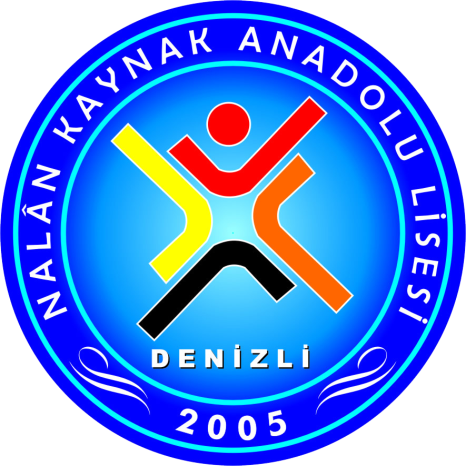 NALÂN KAYNAK ANADOLU LİSESİ
DENİZLİ
2005